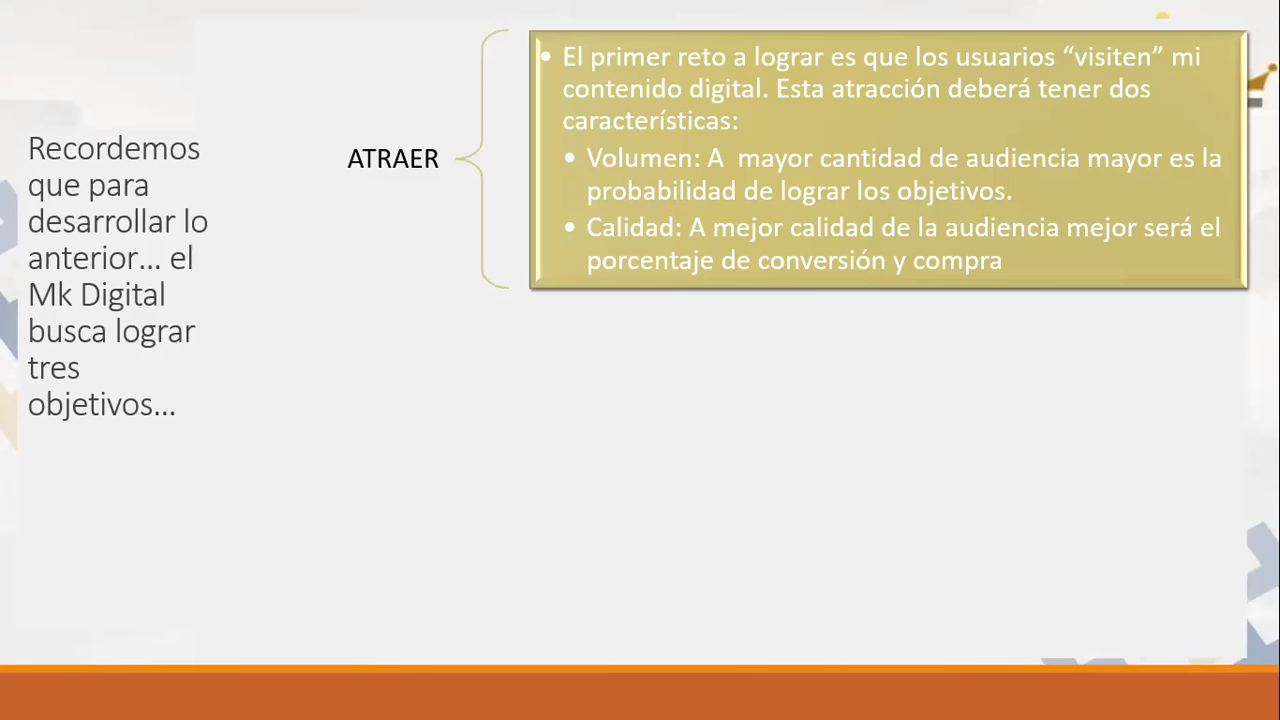 Recordemos
que para
desarrollar lo
anterior... el
Mk Digital
busca lograr
tres
objetivos...
ATRAER
• El primer reto a lograr es que los usuarios “visiten” mi
contenido digital. Esta atracción deberá tener dos
características:
• Volumen: A  mayor cantidad de audiencia mayor es la
probabilidad de lograr los objetivos.
• Calidad: A mejor calidad de la audiencia mejor será el
porcentaje de conversión y compra